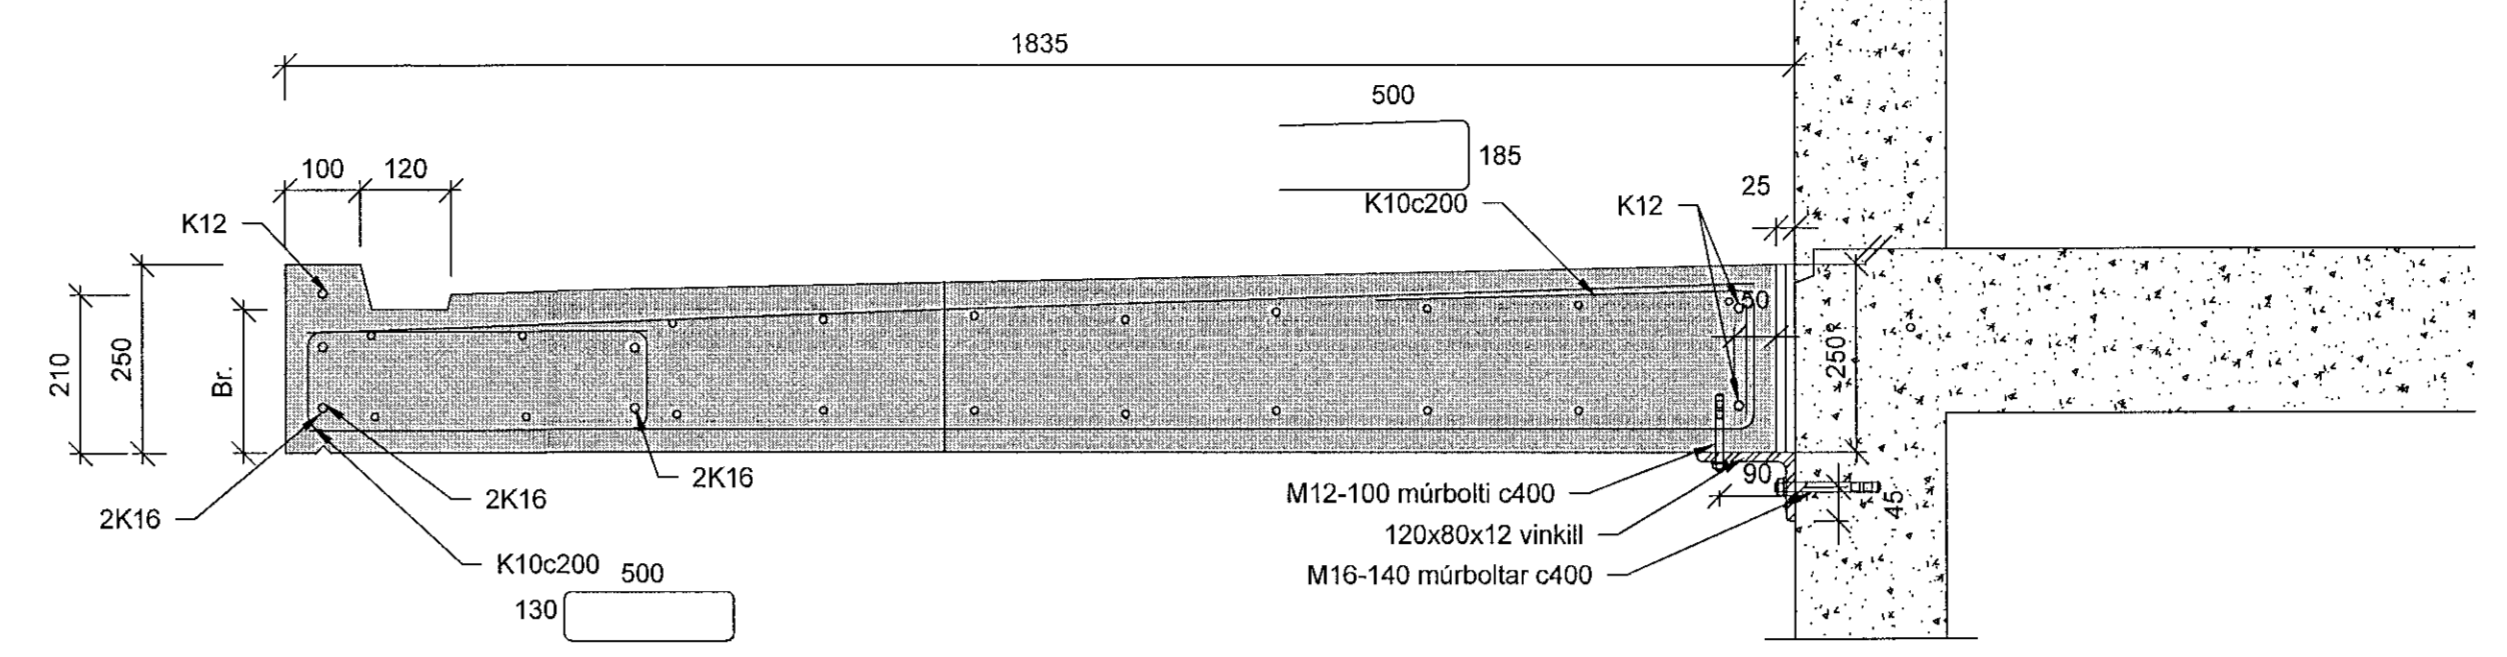 1835
500
185
100
120
25
K12
K10c200
K12
50
210
250
Br.
250
2K16
2K16
2K16
90
45
M12-100 múrbolti c400
120x80x12 vinkill
M16-140 múrboltar c400
K10c200
500
130